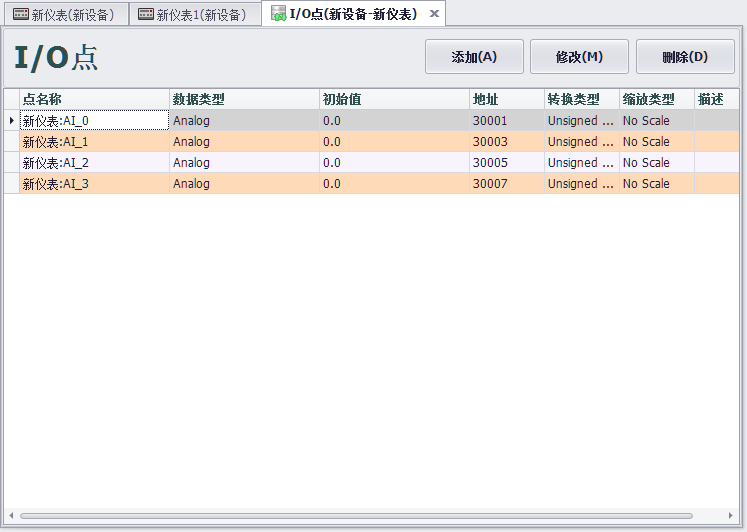 新仪表(新设备) 新仪表1(新设备) I/O点(新设备-新仪表)
I/O点 添加(A) 修改(M) 删除(D)
点名称 数据类型 初始值 地址 转换类型 缩放类型 描述
新仪表:AI_0 Analog 0.0 30001 Unsigned ... No Scale
新仪表:AI_1 Analog 0.0 30003 Unsigned ... No Scale
新仪表:AI_2 Analog 0.0 30005 Unsigned ... No Scale
新仪表:AI_3 Analog 0.0 30007 Unsigned ... No Scale